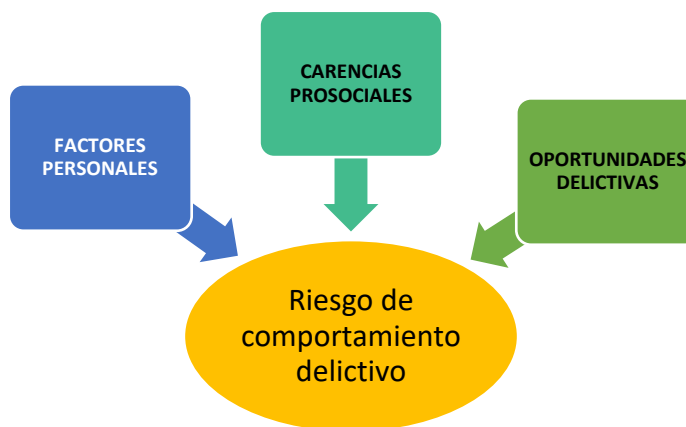 FACTORES
PERSONALES
CARENCIAS
PROSOCIALES
OPORTUNIDADES
DELICTIVAS
Riesgo de
comportamiento
delictivo